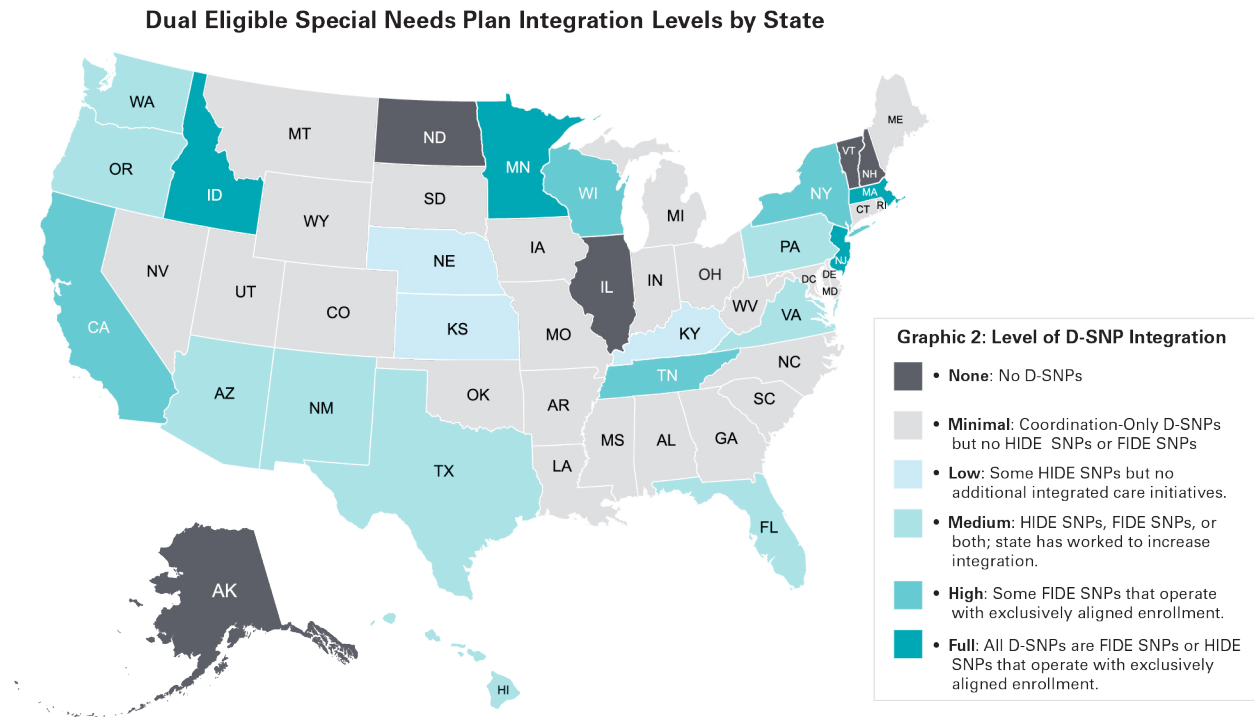 Dual Eligible Special Needs Plan Integration Levels by State
WA
OR
CA
ID
NV
MT
WY
UT
AZ
CO
NM
ND
SD
NE
KS
OK
TX
MN
IA
MO
AR
LA
WI
IL
MI
IN
OH
KY
TN
MS
AL
GA
FL
SC
NC
VA
WV
PA
NY
VT
NH
ME
MA
CT
RI
NJ
DE
MD
DC
AK
HI
Graphic 2: Level of D-SNP Integration
• None: No D-SNPs
• Minimal: Coordination-Only D-SNPs
but no HIDE SNPs or FIDE SNPs
• Low: Some HIDE SNPs but no
additional integrated care initiatives.
• Medium: HIDE SNPs, FIDE SNPs, or
both; state has worked to increase
integration.
• High: Some FIDE SNPs that operate
with exclusively aligned enrollment.
• Full: All D-SNPs are FIDE SNPs or HIDE
SNPs that operate with exclusively
aligned enrollment.